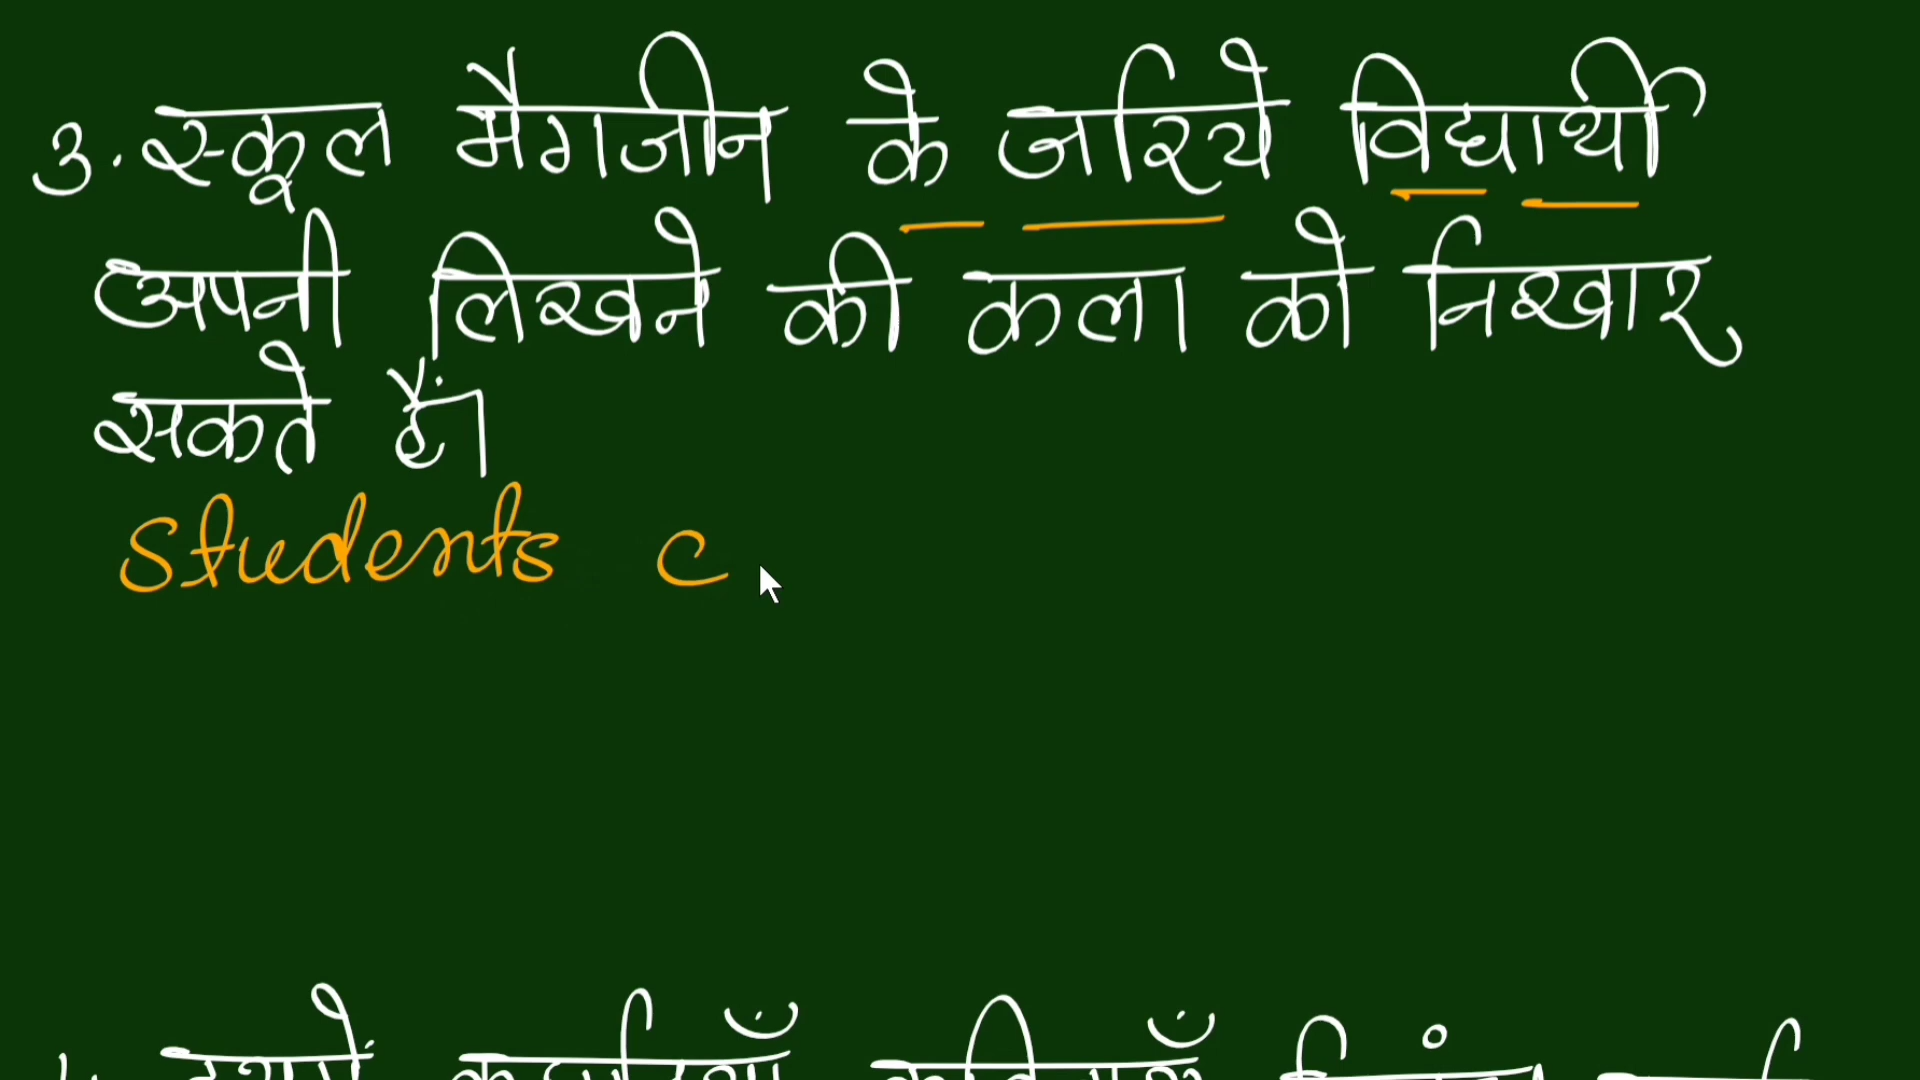 3. स्कूल मैगजीन के जरिये विद्यार्थी
अपनी लिखने की कला को निखार
सकते हैं।
Students c